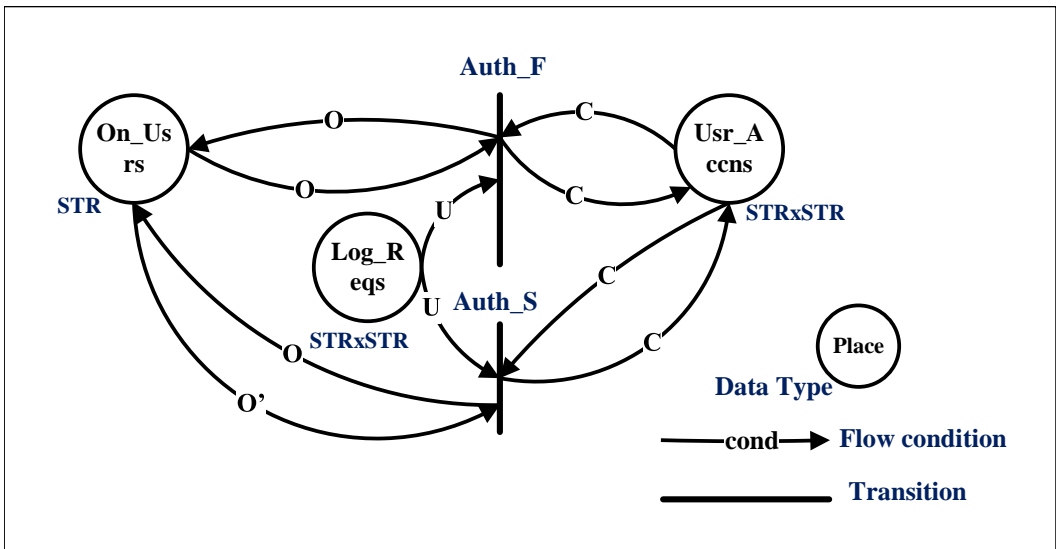 Auth_F
On_Us
rs
STR
O
O
C
C
Usr_A
ccns
STRxSTR
U
Log_R
eqs
STRxSTR
U
Auth_S
C
C
O
O’
Place
Data Type
cond
Flow condition
Transition